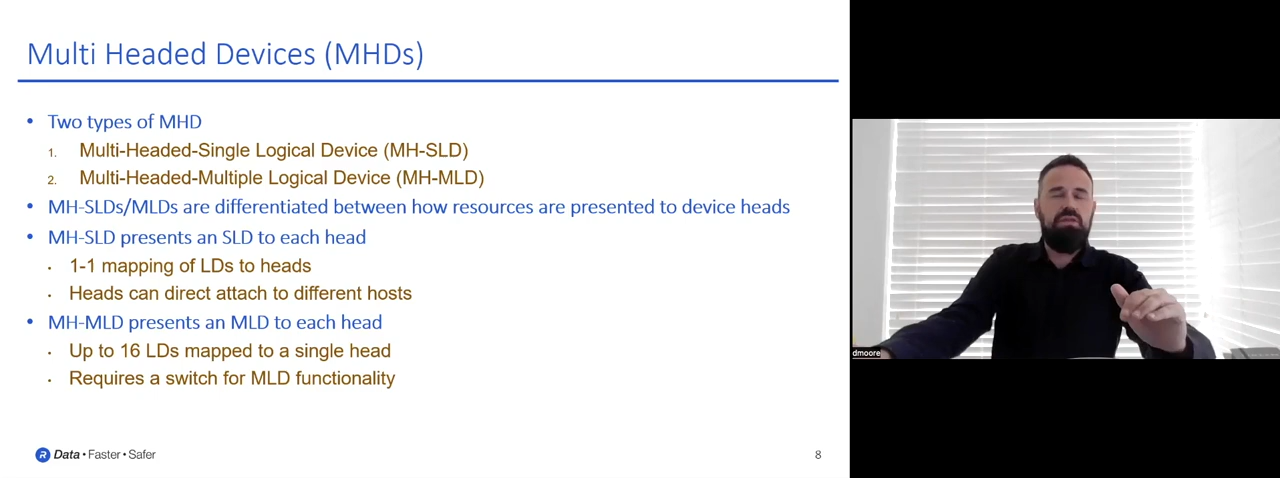 Multi Headed Devices (MHDs)
• Two types of MHD
1. Multi-Headed-Single Logical Device (MH-SLD)
2. Multi-Headed-Multiple Logical Device (MH-MLD)
• MH-SLDs/MLDs are differentiated between how resources are presented to device heads
• MH-SLD presents an SLD to each head
• 1-1 mapping of LDs to heads
• Heads can direct attach to different hosts
• MH-MLD presents an MLD to each head
• Up to 16 LDs mapped to a single head
• Requires a switch for MLD functionality
R Data • Faster • Safer
8
dmoore